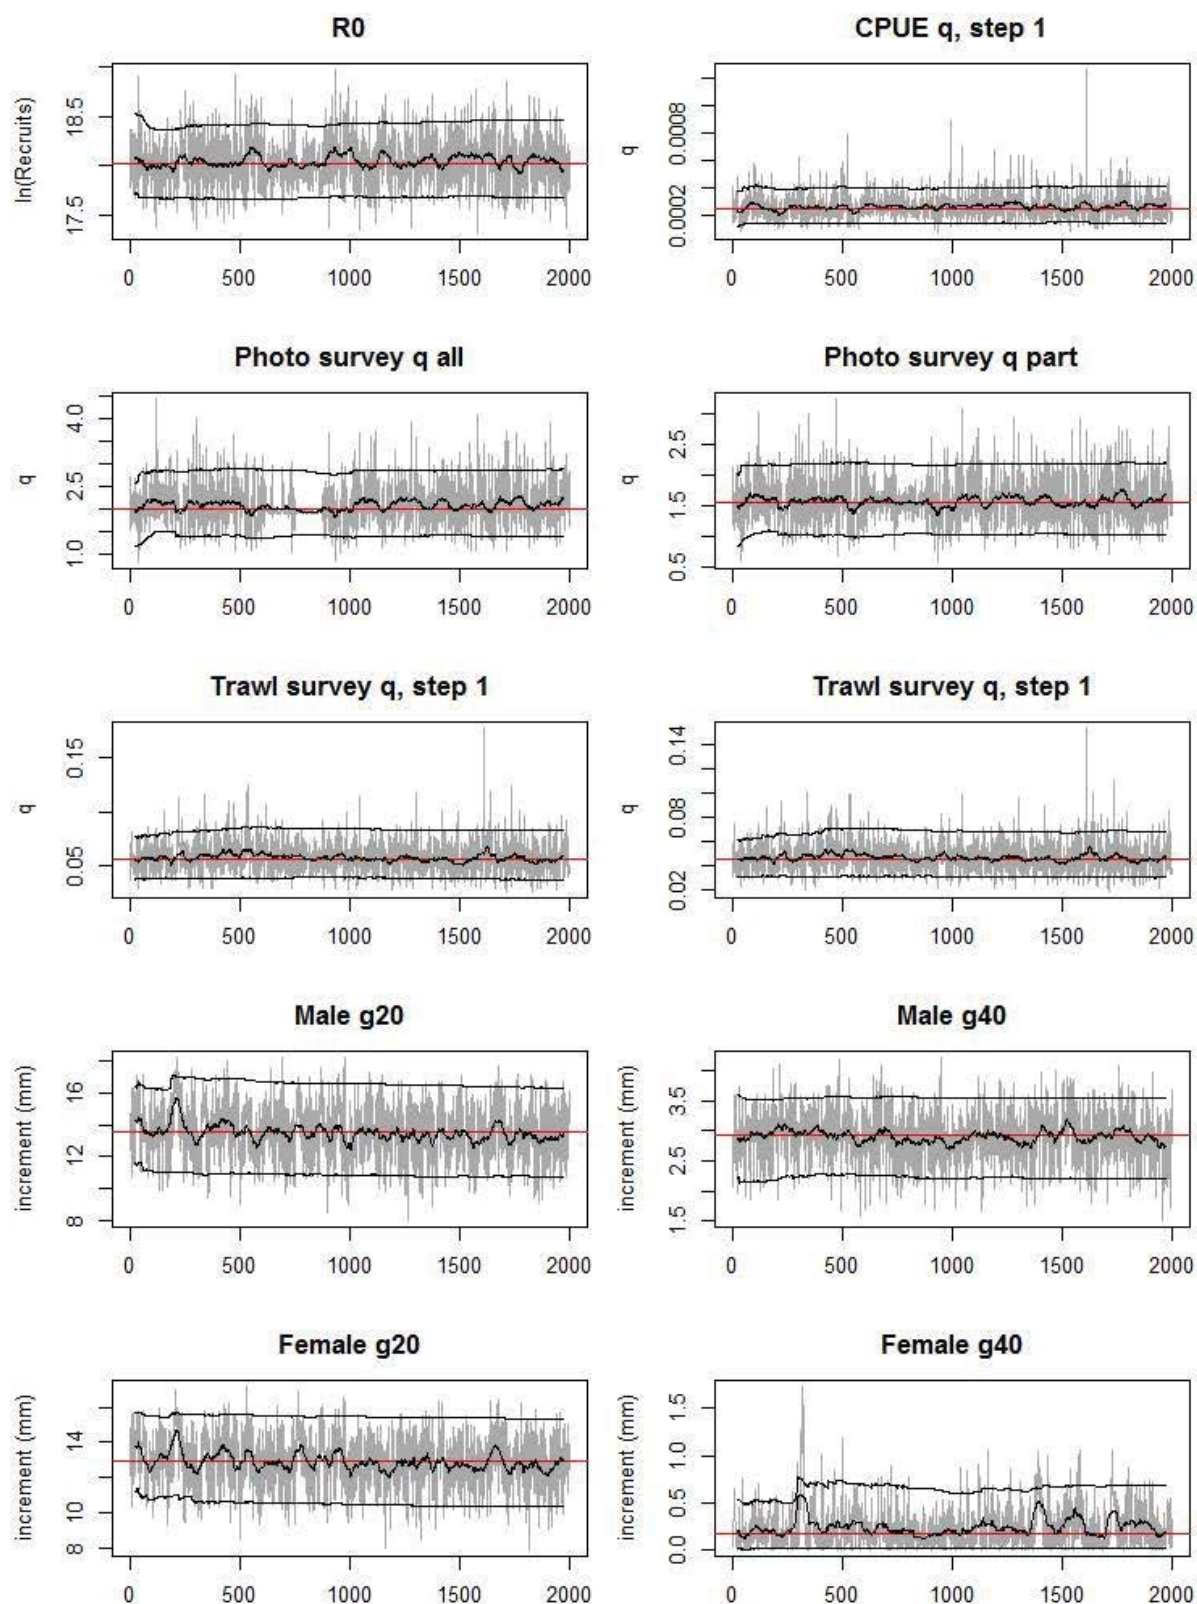 R0
ln(Recruits)
17.5 18.5
0 500 1000 1500 2000
CPUE q, step 1
q
0.0002 0.0008
0 500 1000 1500 2000
Photo survey q all
q
1.0 2.5 4.0
0 500 1000 1500 2000
Photo survey q part
q
0.5 1.5 2.5
0 500 1000 1500 2000
Trawl survey q, step 1
q
0.05 0.15
0 500 1000 1500 2000
Trawl survey q, step 1
q
0.02 0.08 0.14
0 500 1000 1500 2000
Male g20
increment (mm)
8 12 16
0 500 1000 1500 2000
Male g40
increment (mm)
1.5 2.5 3.5
0 500 1000 1500 2000
Female g20
increment (mm)
8 10 14
0 500 1000 1500 2000
Female g40
increment (mm)
0.0 0.5 1.0 1.5
0 500 1000 1500 2000